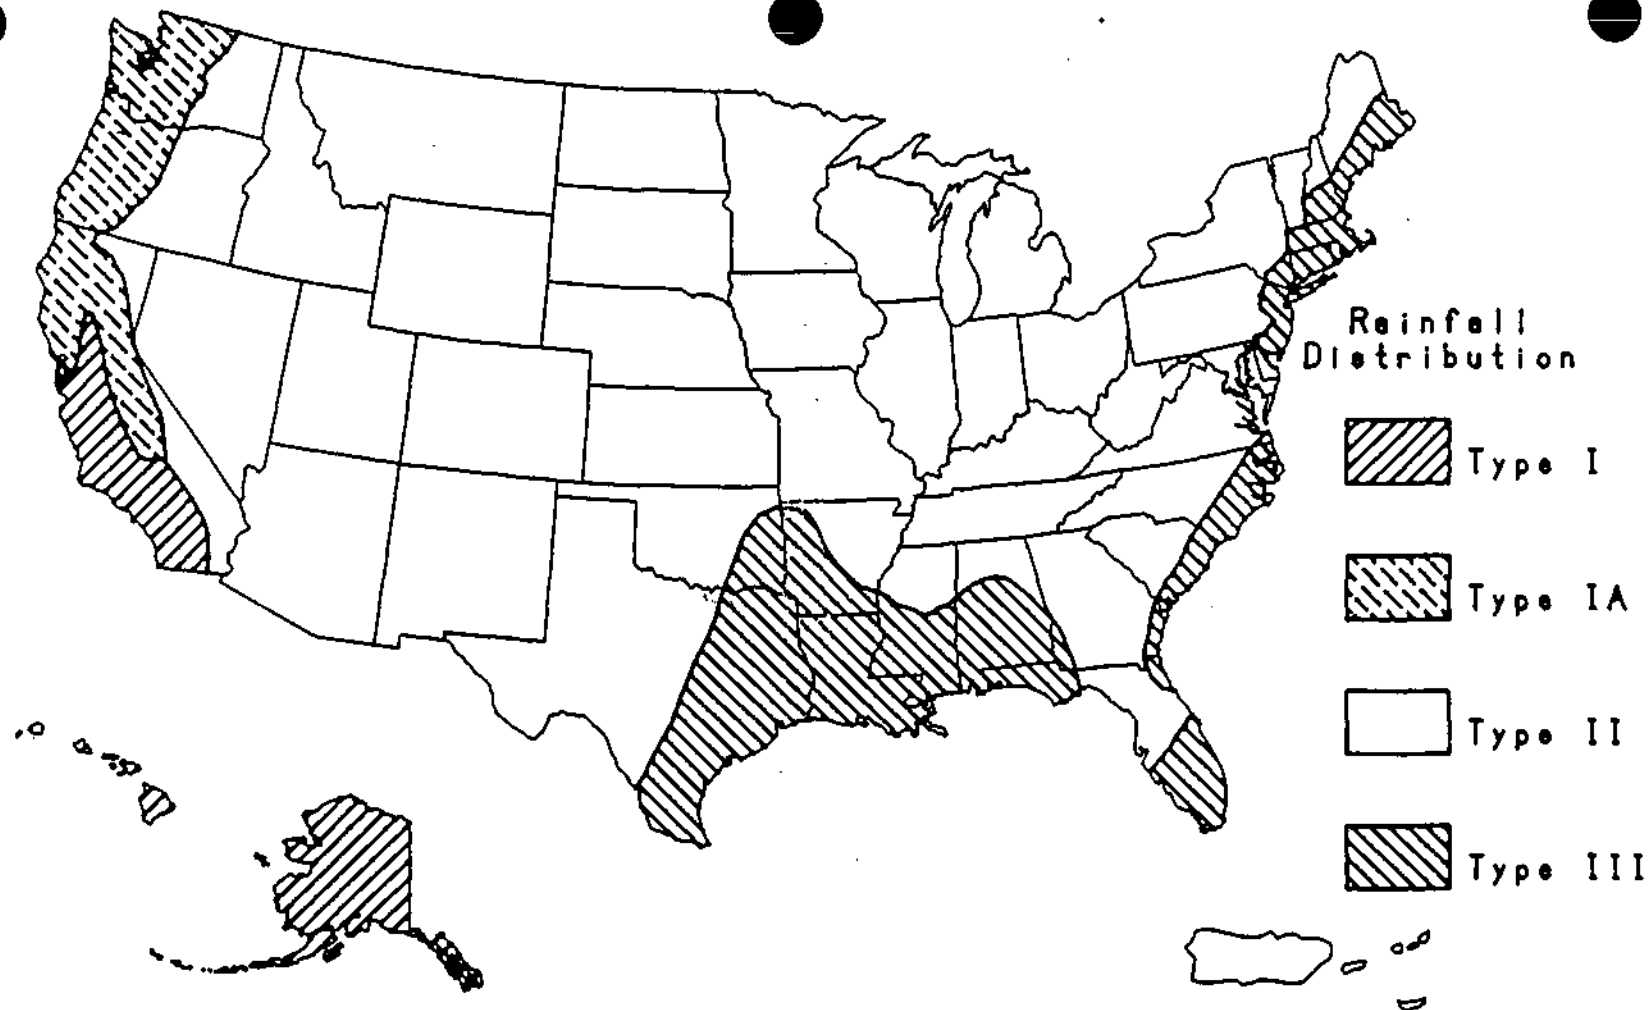 Rainfall
Distribution
Type I
Type IA
Type II
Type III